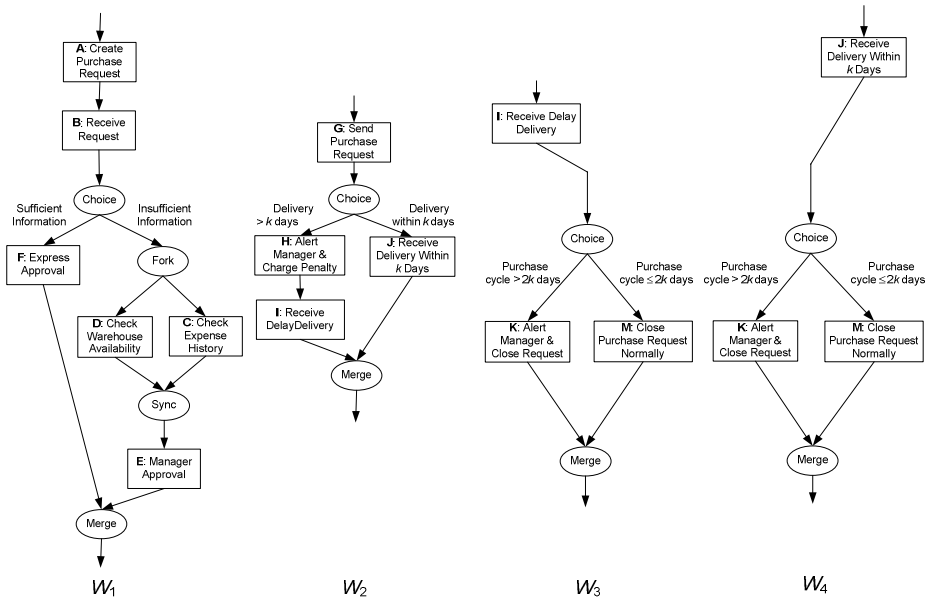 A: Create
Purchase
Request
B: Receive
Request
Choice
Sufficient
Information
Insufficient
Information
F: Express
Approval
Fork
D: Check
Warehouse
Availability
C: Check
Expense
History
Sync
E: Manager
Approval
Merge
W1
G: Send
Purchase
Request
Choice
Delivery
> k days
Delivery
within k days
H: Alert
Manager &
Charge Penalty
J: Receive
Delivery Within
k Days
I: Receive
DelayDelivery
Merge
W2
I: Receive Delay
Delivery
Choice
Purchase
cycle > 2k days
Purchase
cycle ≤ 2k days
K: Alert
Manager &
Close Request
M: Close
Purchase Request
Normally
Merge
W3
J: Receive
Delivery Within
k Days
Choice
Purchase
cycle > 2k days
Purchase
cycle ≤ 2k days
K: Alert
Manager &
Close Request
M: Close
Purchase Request
Normally
Merge
W4